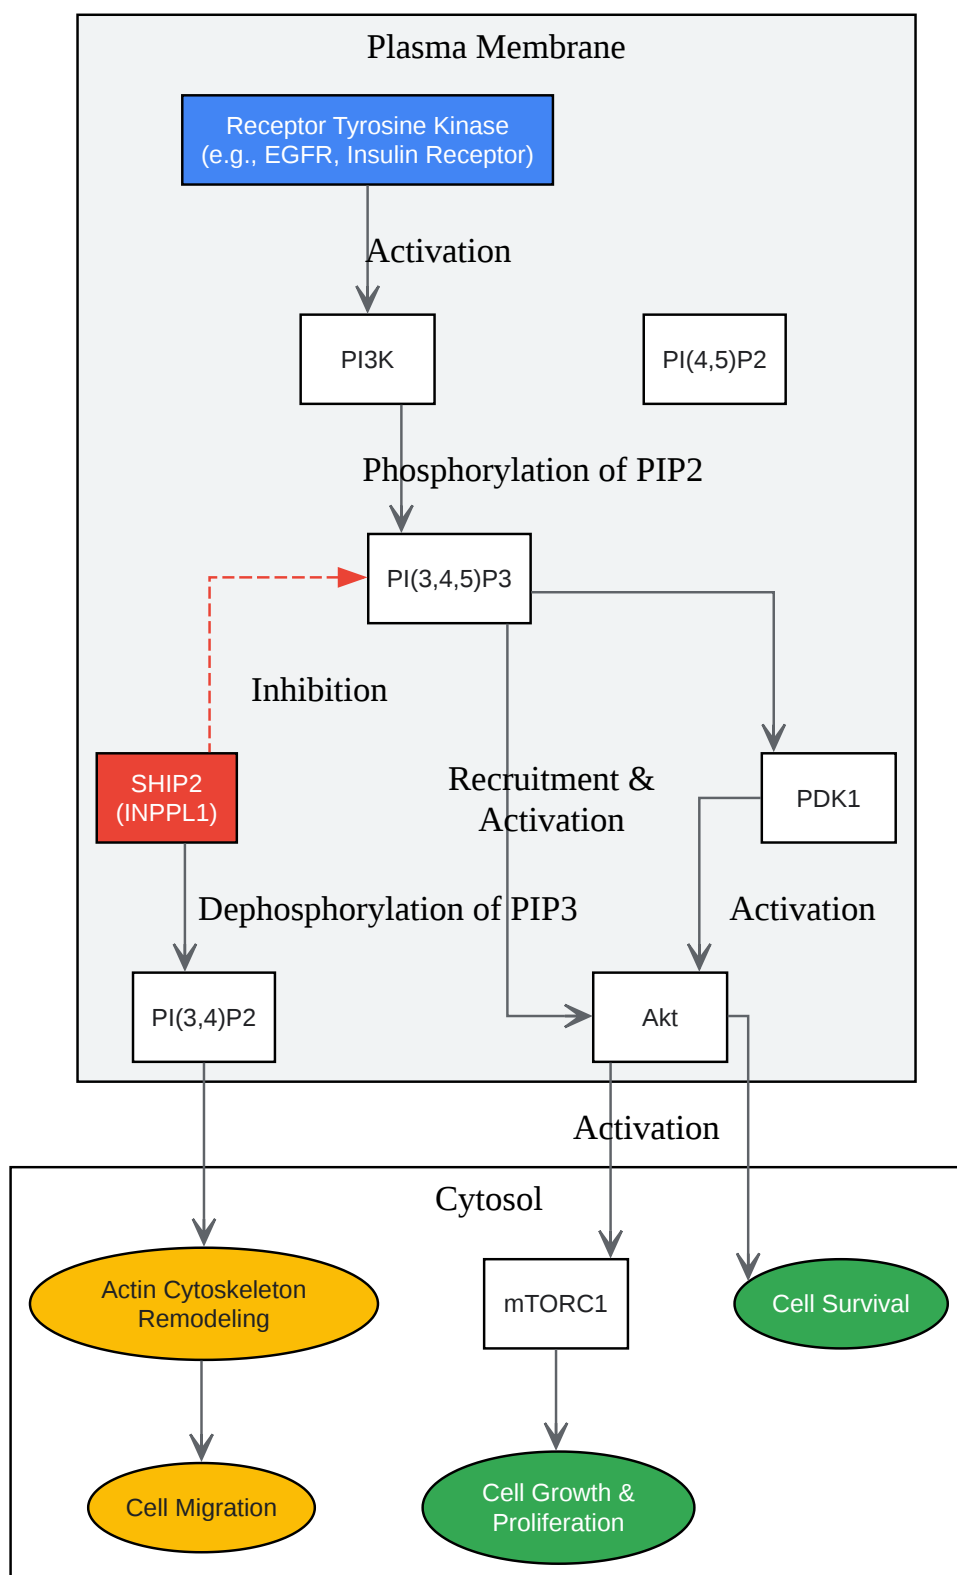 Plasma Membrane
Receptor Tyrosine Kinase
(e.g., EGFR, Insulin Receptor)
Activation
PI3K
PI(4,5)P2
Phosphorylation of PIP2
PI(3,4,5)P3
Inhibition
SHIP2
(INPPL1)
Recruitment &
Activation
PDK1
Dephosphorylation of PIP3
Activation
PI(3,4)P2
Akt
Activation
Cytosol
Actin Cytoskeleton
Remodeling
mTORC1
Cell Survival
Cell Migration
Cell Growth &
Proliferation